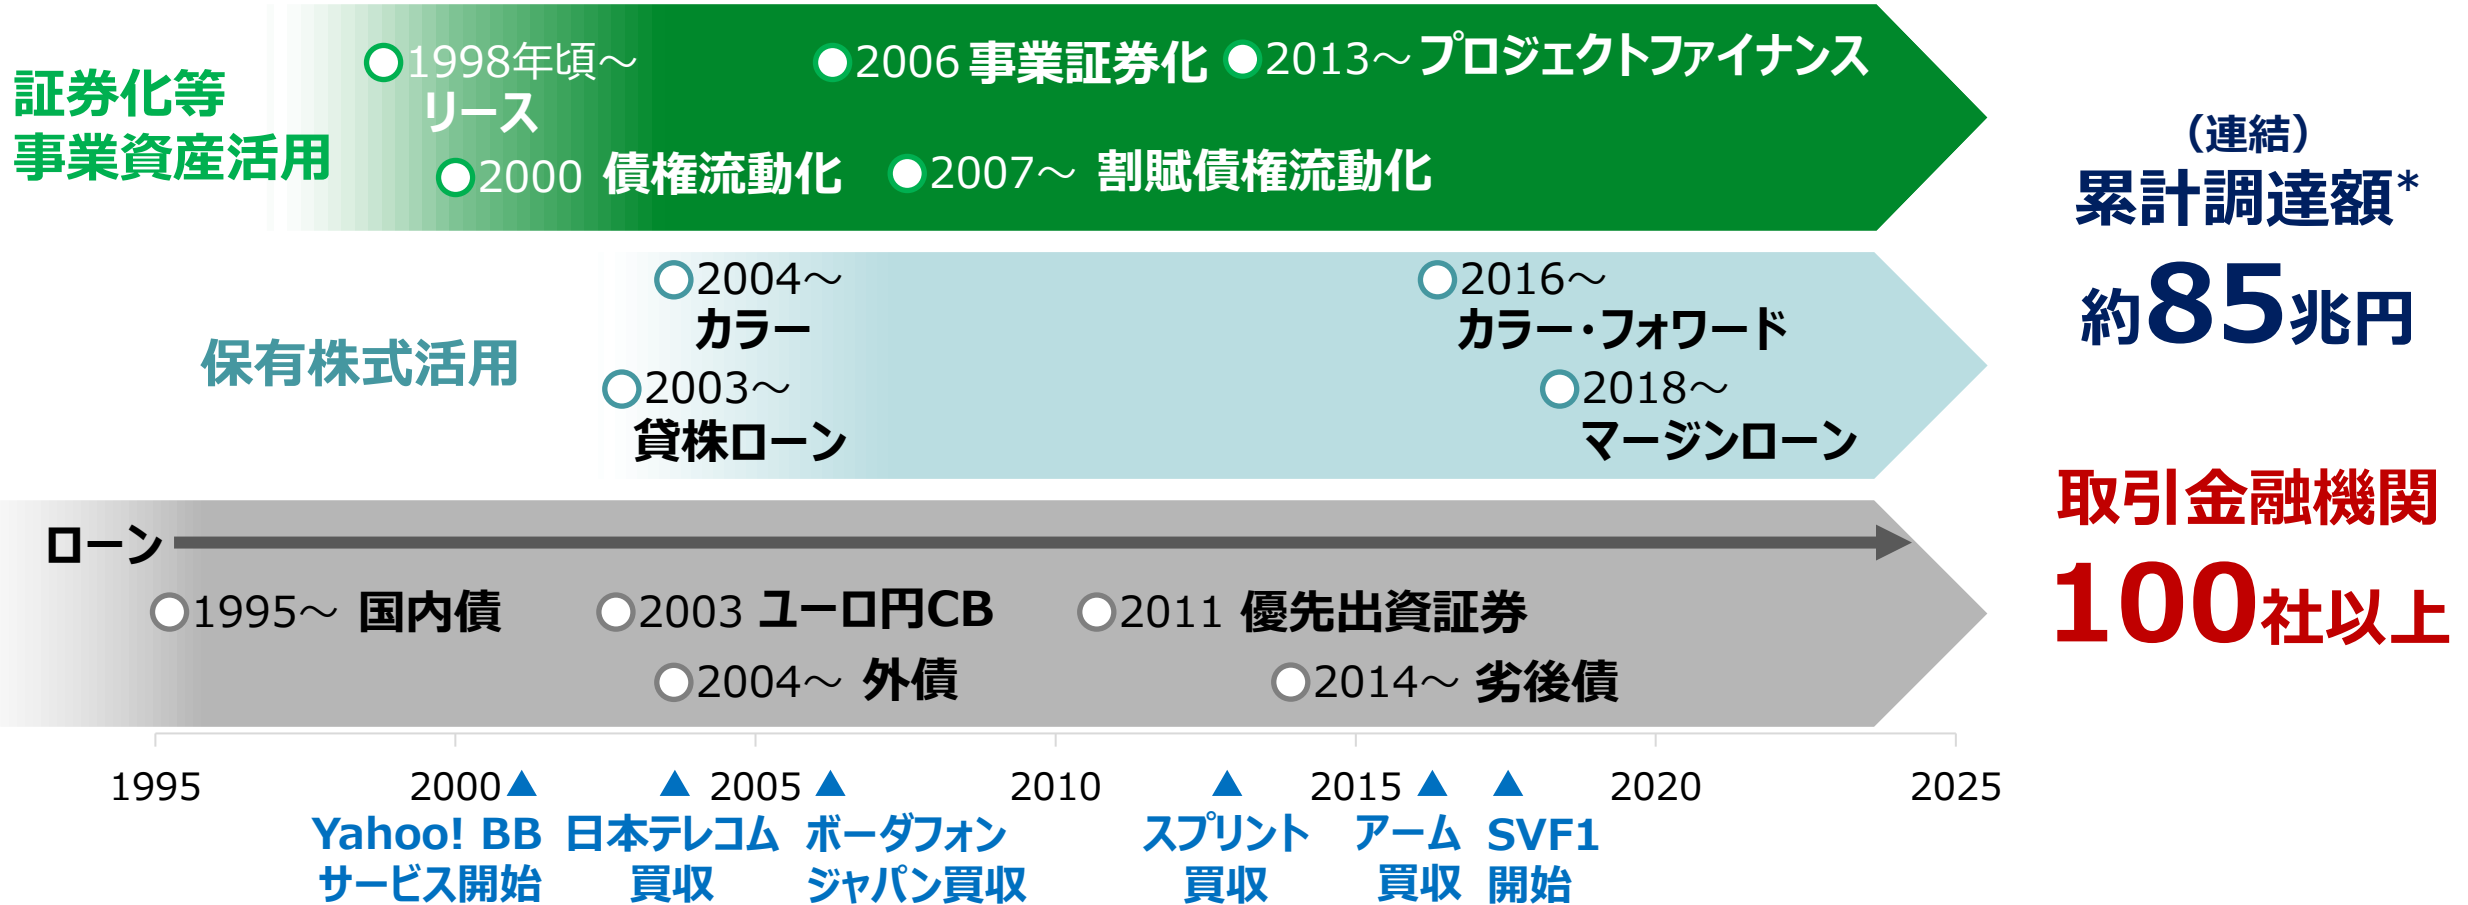 証券化等
事業資産活用
1998年頃～
リース
2006 事業証券化
2013～ プロジェクトファイナンス
2000 債権流動化
2007～ 割賦債権流動化
保有株式活用
2004～
カラー
2016～
カラー・フォワード
2003～
貸株ローン
2018～
マージンローン
ローン
1995～ 国内債
2003 ユーロ円CB
2011 優先出資証券
2004～ 外債
2014～ 劣後債
1995 2000 2005 2010 2015 2020 2025
Yahoo! BB
サービス開始
日本テレコム
買収
ボーダフォン
ジャパン買収
スプリント
買収
アーム
買収
SVF1
開始
（連結）
累計調達額*
約85兆円
取引金融機関
100社以上